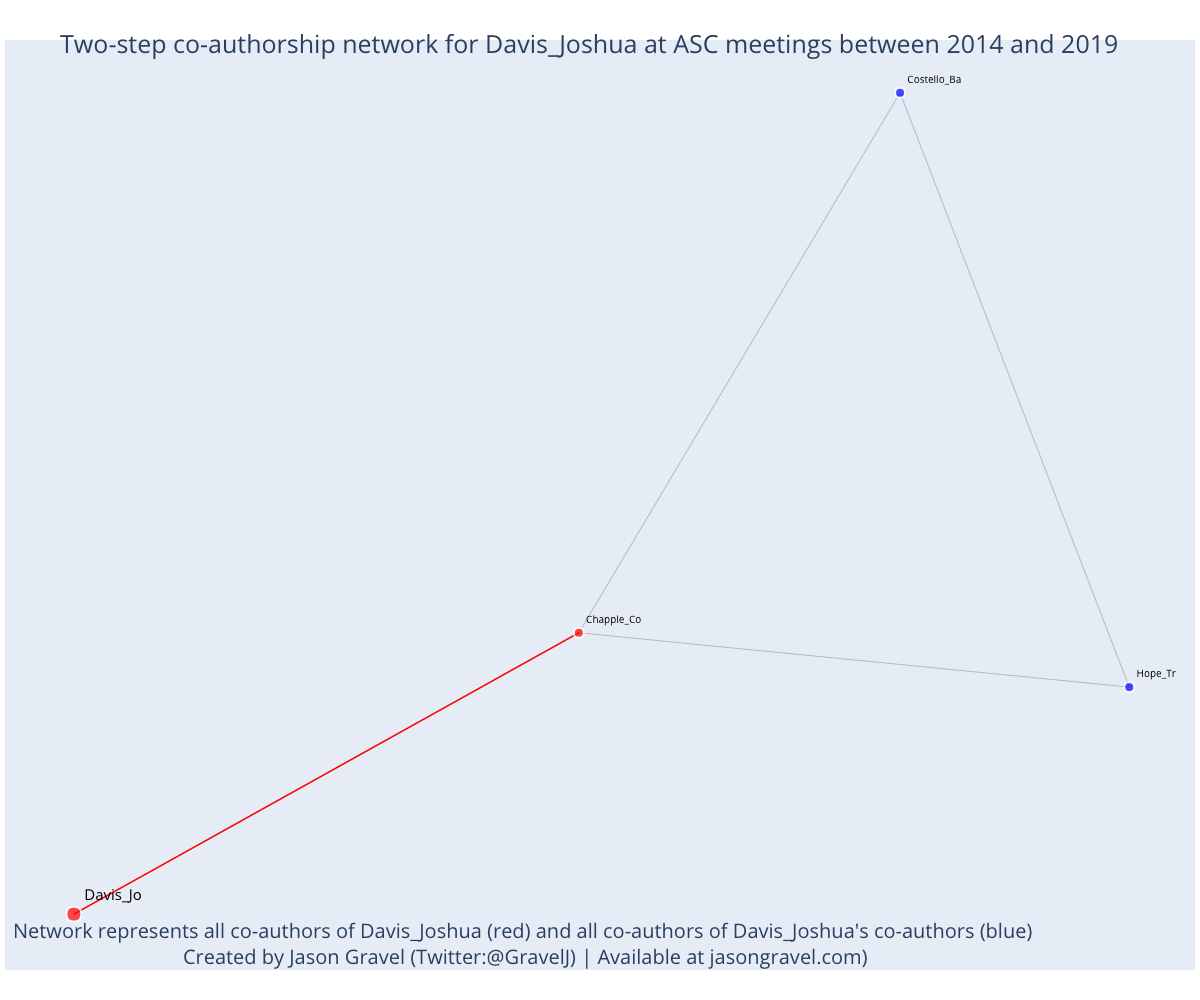 Two-step co-authorship network for Davis_Joshua at ASC meetings between 2014 and 2019
Costello_Ba
Chapple_Co
Hope_Tr
Davis_Jo
Network represents all co-authors of Davis_Joshua (red) and all co-authors of Davis_Joshua's co-authors (blue)
Created by Jason Gravel (Twitter:@GravelJ) | Available at jasongravel.com)